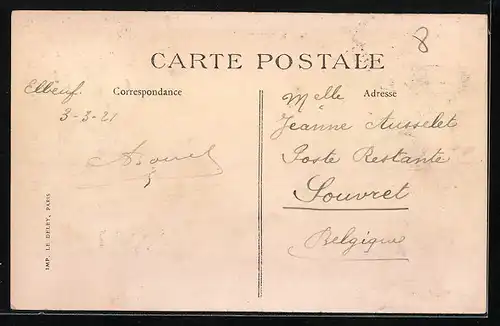 8
CARTE POSTALE
Elbeuf.
Correspondance
3-3-21
IMP. LE DELEY, PARIS
Adresse
Melle
Jeanne Ausselet
Poste Restante
Souvret
Belgique